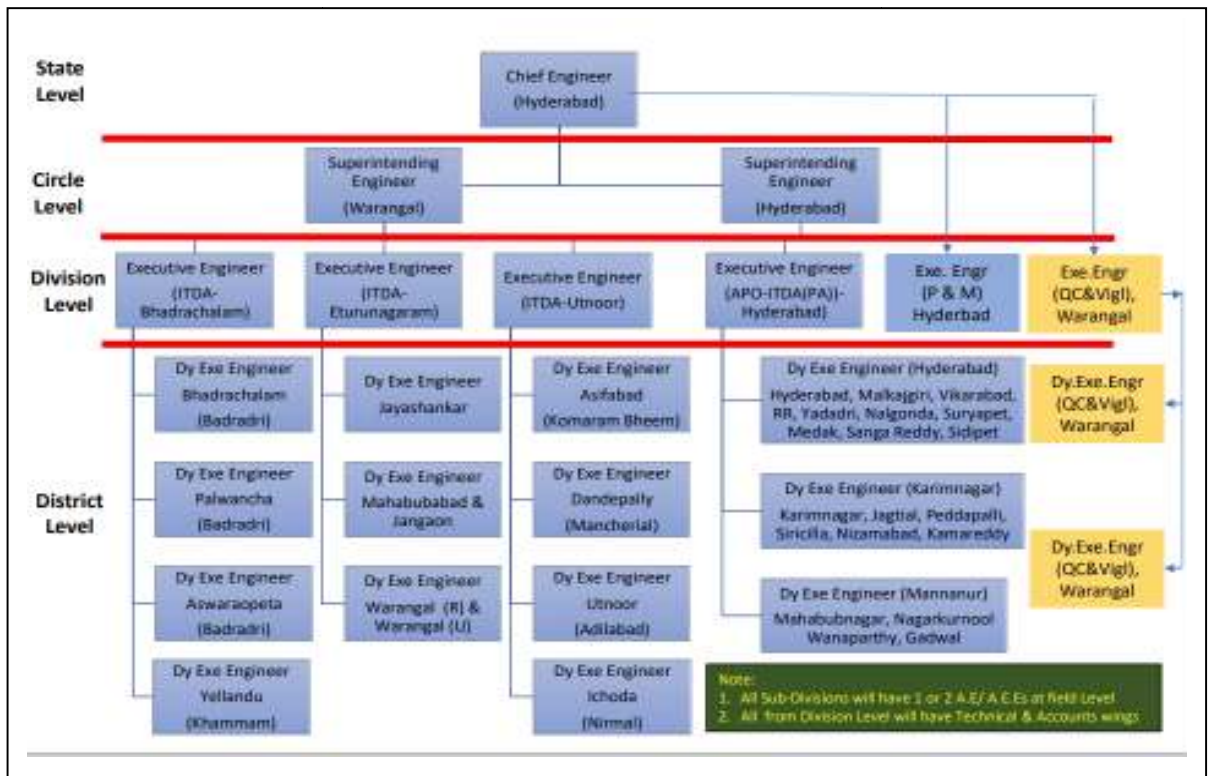 State
Level
Chief Engineer
(Hyderabad)
Circle
Level
Superintending
Engineer
(Warangal)
Superintending
Engineer
(Hyderabad)
Division
Level
Executive Engineer
(ITDA-
Bhadrachalam)
Executive Engineer
(ITDA-
Eturunagaram)
Executive Engineer
(ITDA-Utnoor)
Executive Engineer
(APO-ITDA(PA))-
Hyderabad)
Exe. Engr
(P & M)
Hyderbad
Exe.Engr
(QC&Vigl),
Warangal
District
Level
Dy Exe Engineer
Bhadrachalam
(Badradri)
Dy Exe Engineer
Palwancha
(Badradri)
Dy Exe Engineer
Aswaraopeta
(Badradri)
Dy Exe Engineer
Yellandu
(Khammam)
Dy Exe Engineer
Jayashankar
Dy Exe Engineer
Mahabubabad &
Jangaon
Dy Exe Engineer
Warangal (R) &
Warangal (U)
Dy Exe Engineer
Asifabad
(Komaram Bheem)
Dy Exe Engineer
Dandepally
(Mancherial)
Dy Exe Engineer
Utnoor
(Adilabad)
Dy Exe Engineer
Ichoda
(Nirmal)
Dy Exe Engineer (Hyderabad)
Hyderabad, Malkajgiri, Vikarabad,
RR, Yadadri, Nalgonda, Suryapet,
Medak, Sanga Reddy, Sidipet
Dy Exe Engineer (Karimnagar)
Karimnagar, Jagtial, Peddapalli,
Siricilla, Nizamabad, Kamareddy
Dy Exe Engineer (Mannanur)
Mahabubnagar, Nagarkurnool
Wanaparthy, Gadwal
Dy.Exe.Engr
(QC&Vigl),
Warangal
Dy.Exe.Engr
(QC&Vigl),
Warangal
Note:
1. All Sub-Divisions will have 1 or 2 A.E/ A E.Es at field Level
2. All from Division Level will have Technical & Accounts wings